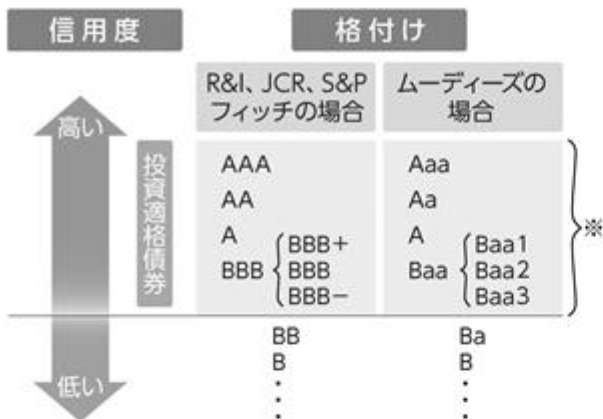 信用度
格付け
R&I、JCR、S&P
フィッチの場合
ムーディーズの
場合
高い
投資適格債券
AAA
Aaa
AA
Aa
A
A
BBB
BBB+
BBB
BBB−
Baa
Baa1
Baa2
Baa3
※
BB
Ba
B
B
・
・
・
・
・
・
低い